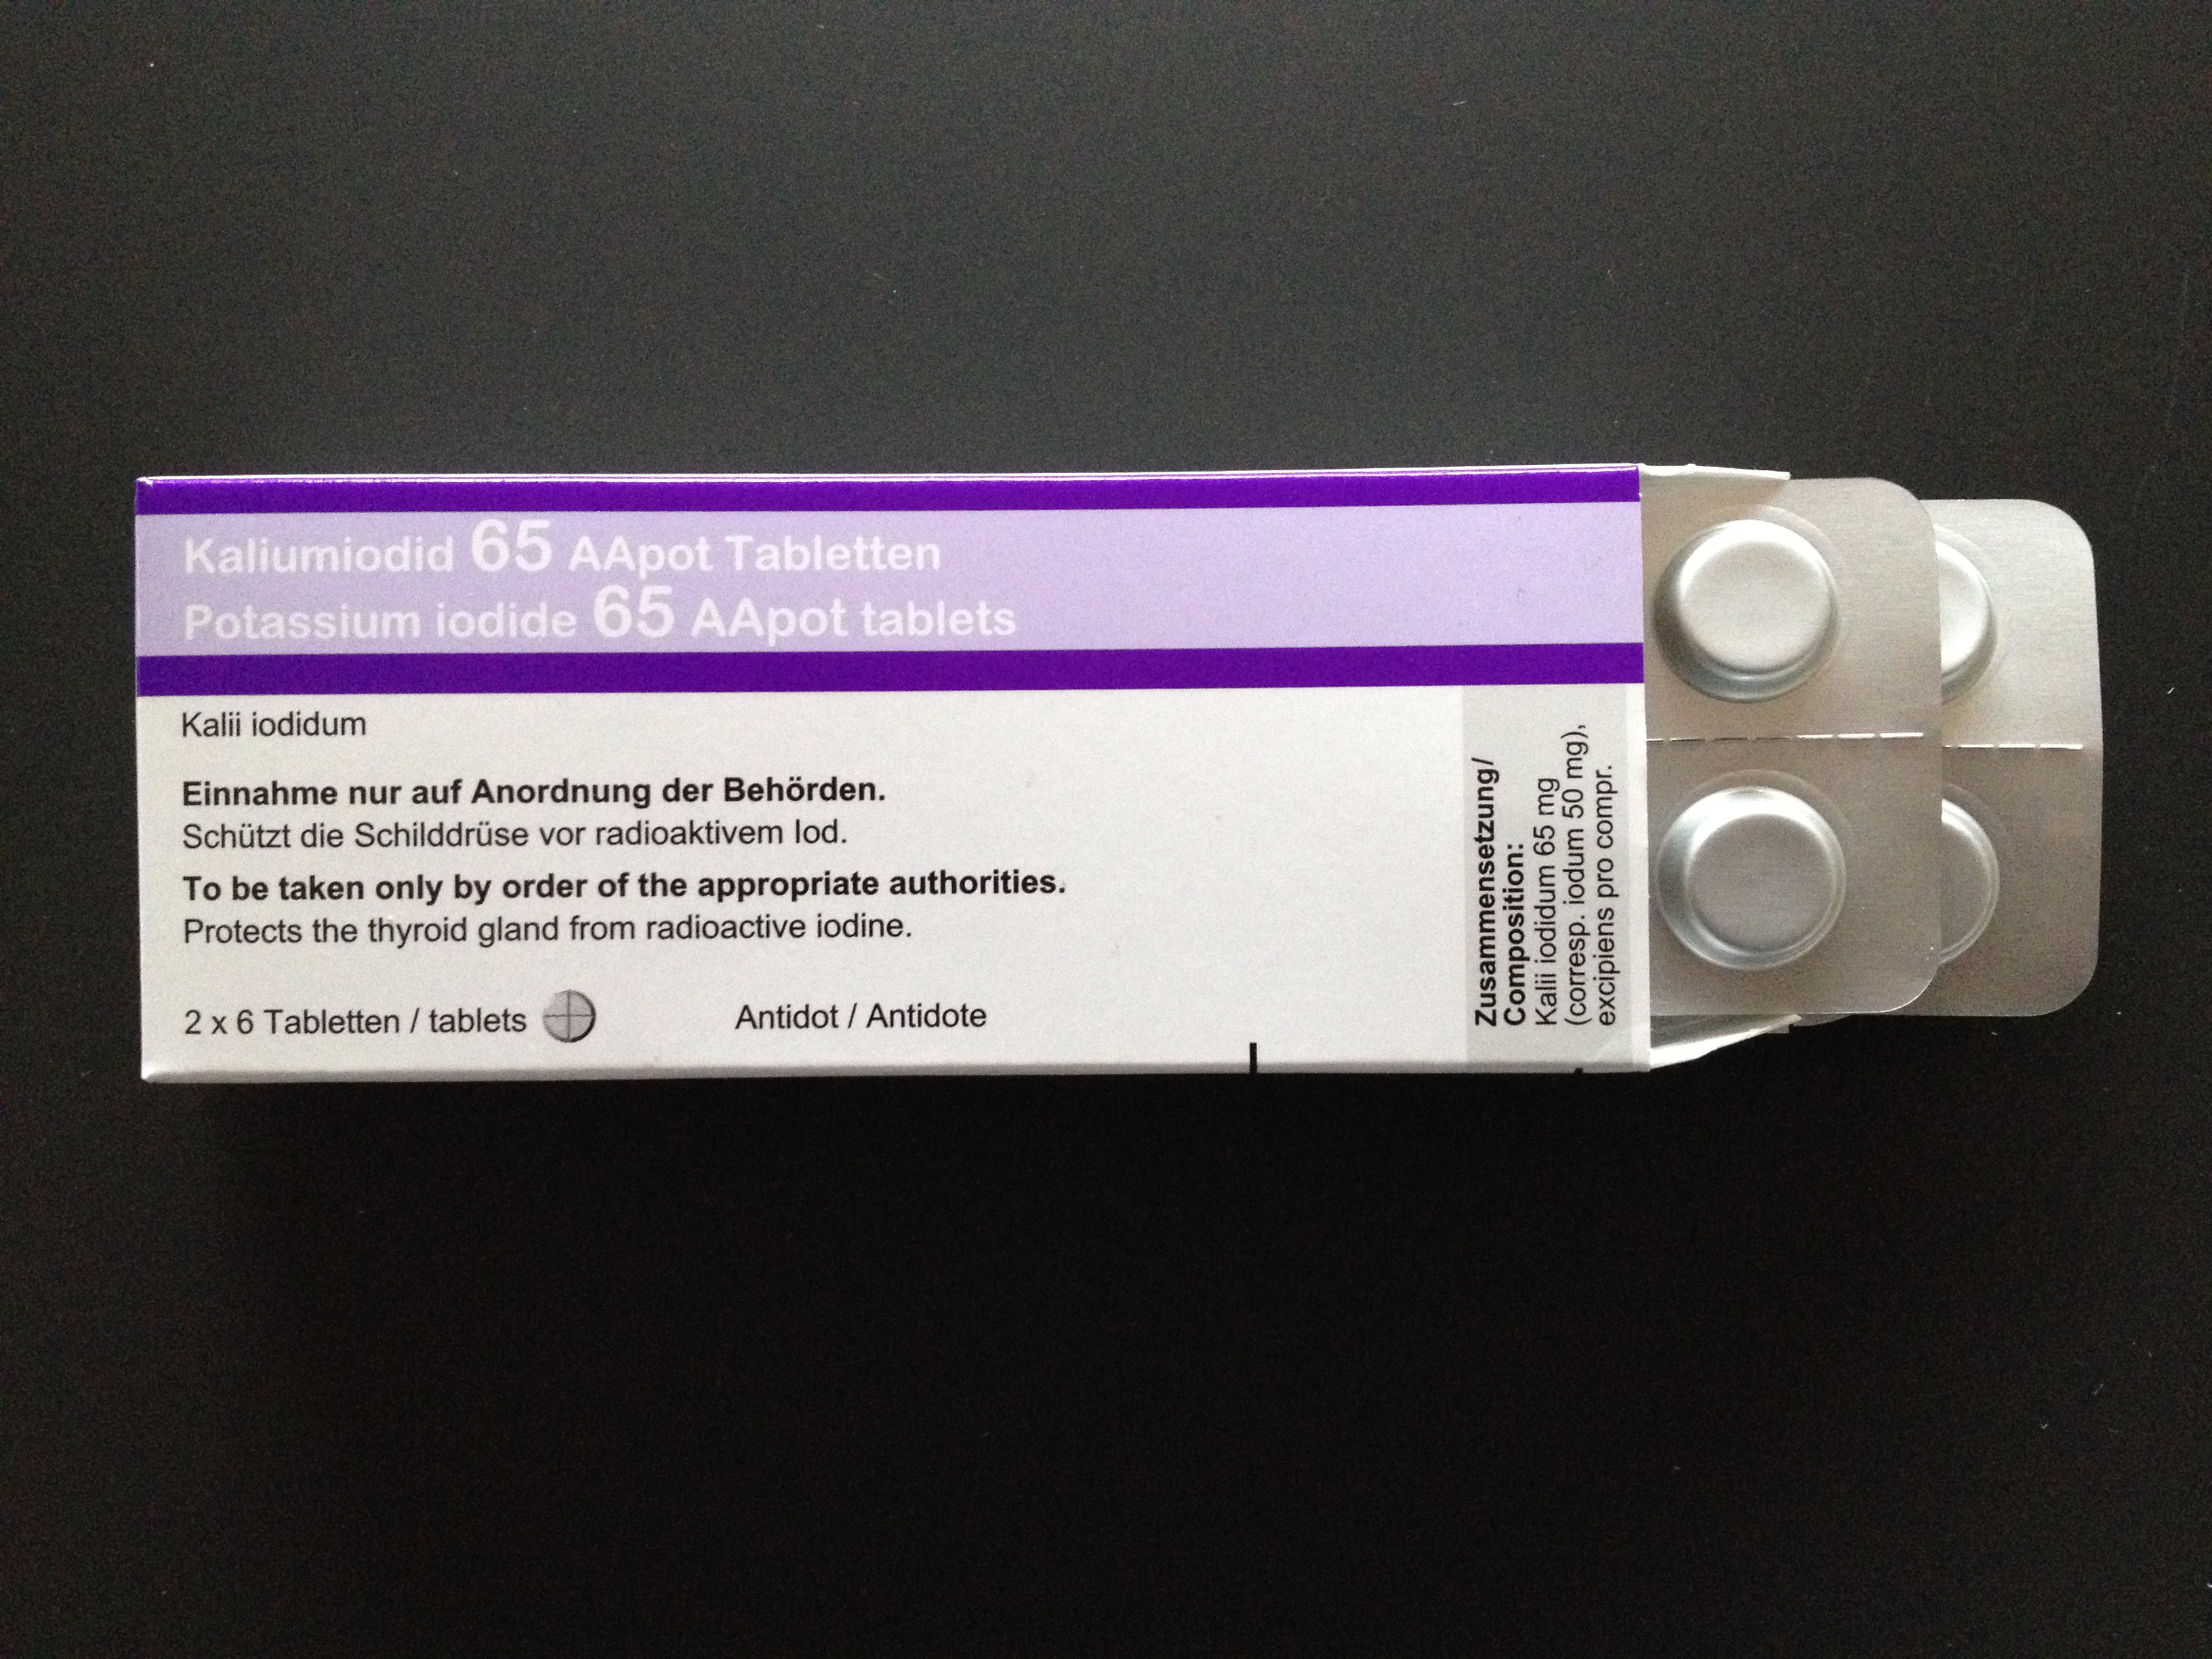 Kaliumiodid 65 AApot Tabletten
Potassium iodide 65 AApot tablets
Kalii iodidum
Einnahme nur auf Anordnung der Behörden.
Schützt die Schilddrüse vor radioaktivem Iod.
To be taken only by order of the appropriate authorities.
Protects the thyroid gland from radioactive iodine.
2 x 6 Tabletten / tablets
Antidot / Antidote
Zusammensetzung/
Composition:
Kalii iodidum 65 mg
(corresp. iodum 50 mg),
excipiens pro compr.